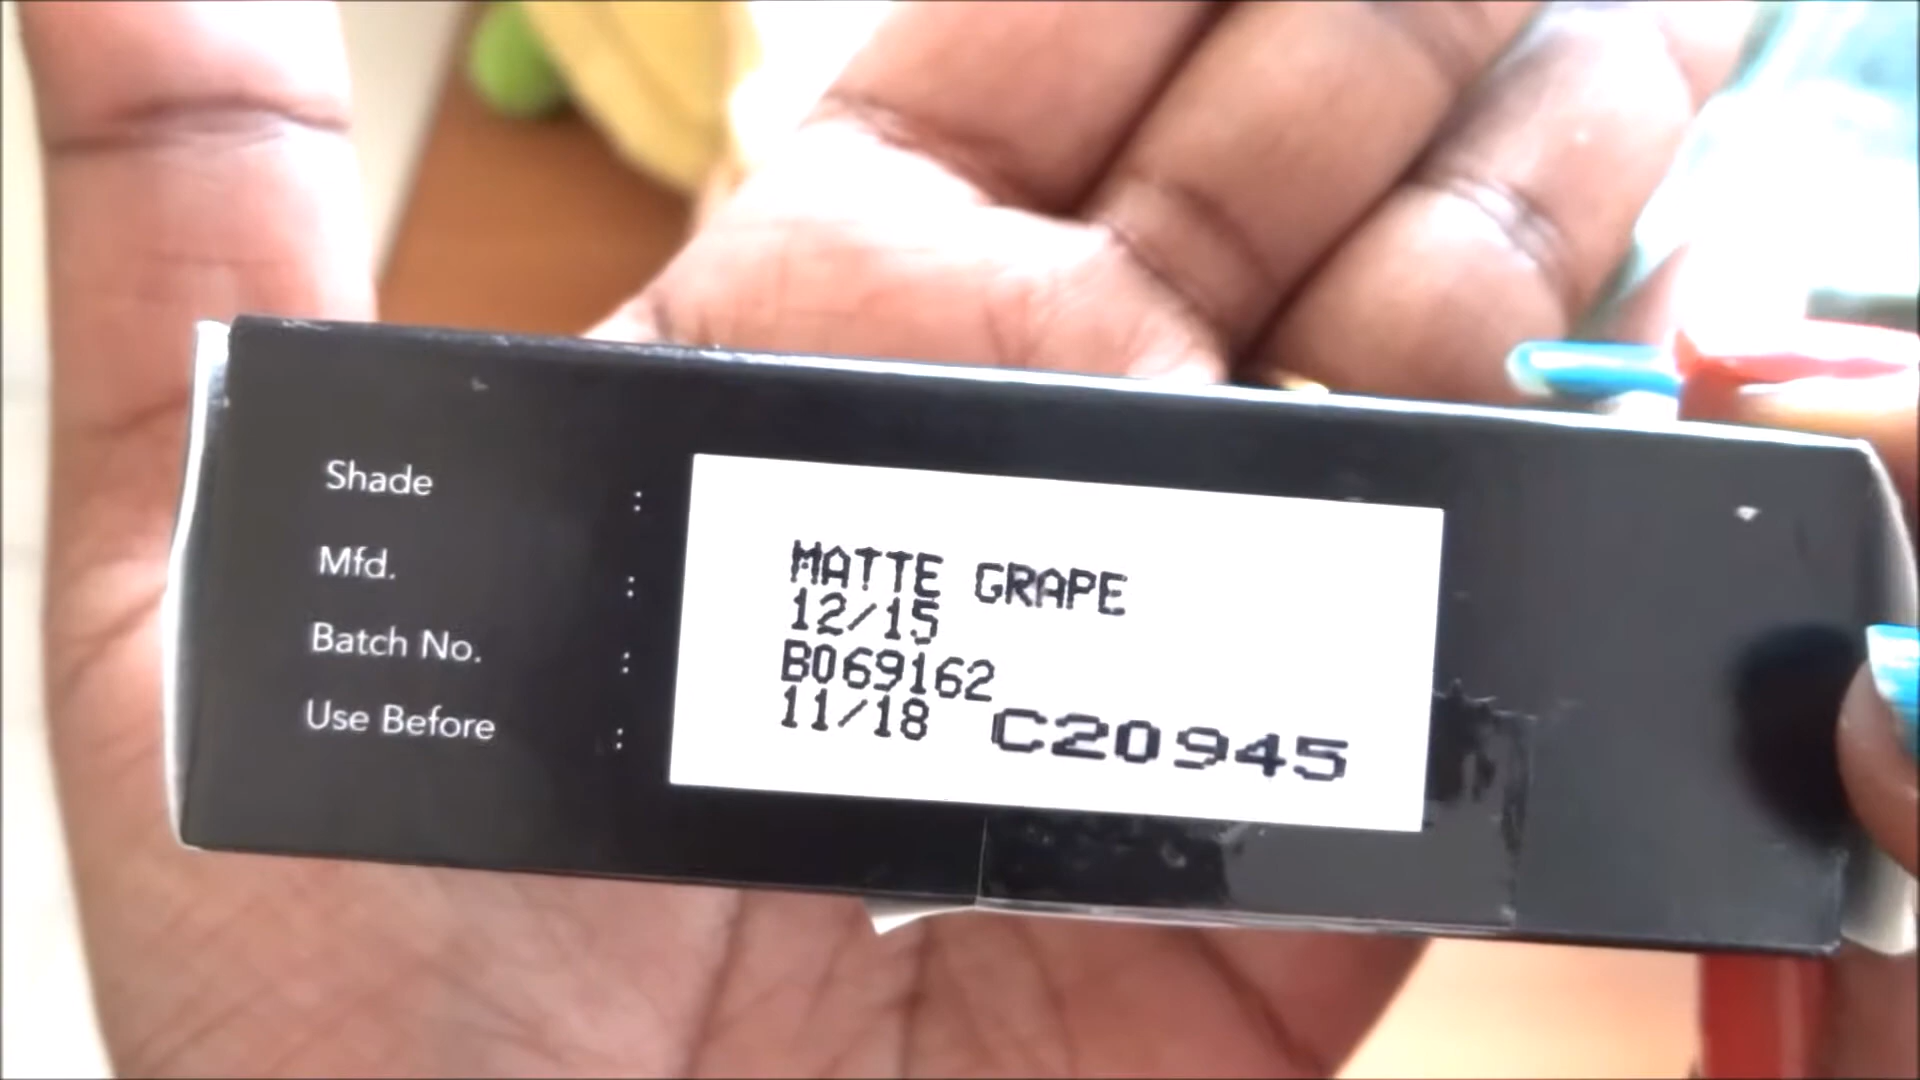 Shade : MATTE GRAPE
Mfd. : 12/15
Batch No. : B069162
Use Before : 11/18 C20945